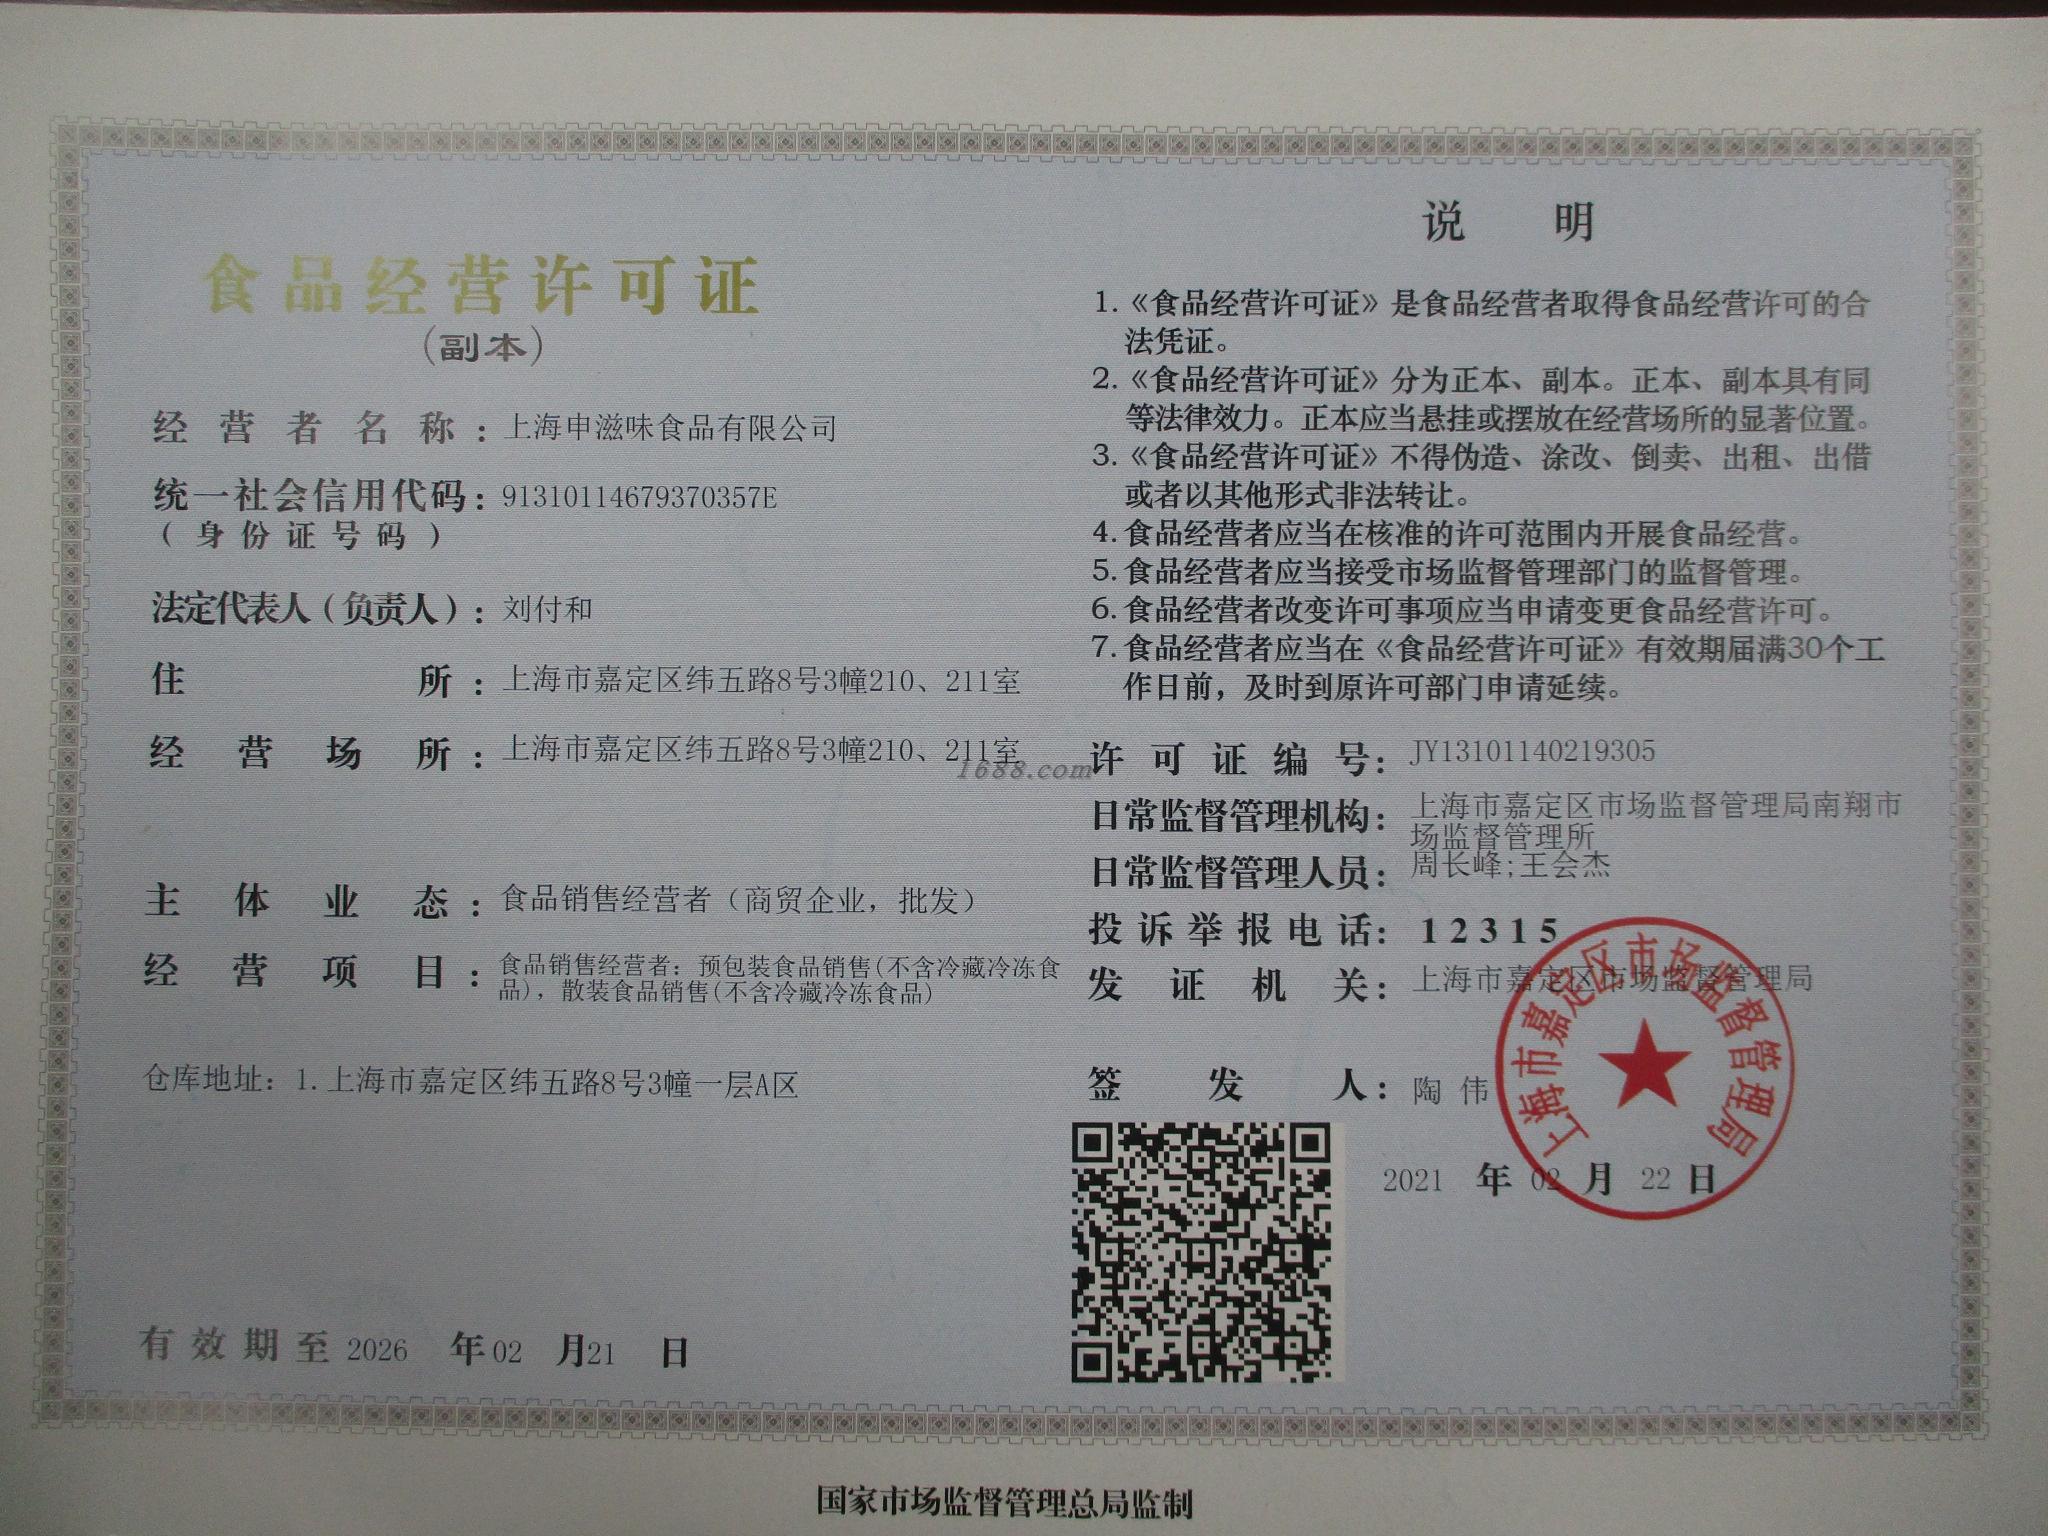 食品经营许可证
(副本)
经营者名称：上海申滋味食品有限公司
统一社会信用代码：91310114679370357E
(身份证号码)
法定代表人(负责人)：刘付和
住所：上海市嘉定区纬五路8号3幢210、211室
经营场所：上海市嘉定区纬五路8号3幢210、211室
主体业态：食品销售经营者（商贸企业，批发）
经营项目：食品销售经营者：预包装食品销售(不含冷藏冷冻食
品)，散装食品销售(不含冷藏冷冻食品)
仓库地址：1.上海市嘉定区纬五路8号3幢一层A区
有效期至2026年02月21日
说明
1.《食品经营许可证》是食品经营者取得食品经营许可的合
法凭证。
2.《食品经营许可证》分为正本、副本。正本、副本具有同
等法律效力。正本应当悬挂或摆放在经营场所的显著位置。
3.《食品经营许可证》不得伪造、涂改、倒卖、出租、出借
或者以其他形式非法转让。
4.食品经营者应当在核准的许可范围内开展食品经营。
5.食品经营者应当接受市场监督管理部门的监督管理。
6.食品经营者改变许可事项应当申请变更食品经营许可。
7.食品经营者应当在《食品经营许可证》有效期届满30个工
作日前，及时到原许可部门申请延续。
1688.com
许可证编号：JY13101140219305
日常监督管理机构：上海市嘉定区市场监督管理局南翔市
场监督管理所
日常监督管理人员：周长峰;王会杰
投诉举报电话：12315
发证机关：上海市嘉定区市场监督管理局
签发人：陶伟
上海市嘉定区市场监督管理局
2021年02月22日
国家市场监督管理总局监制